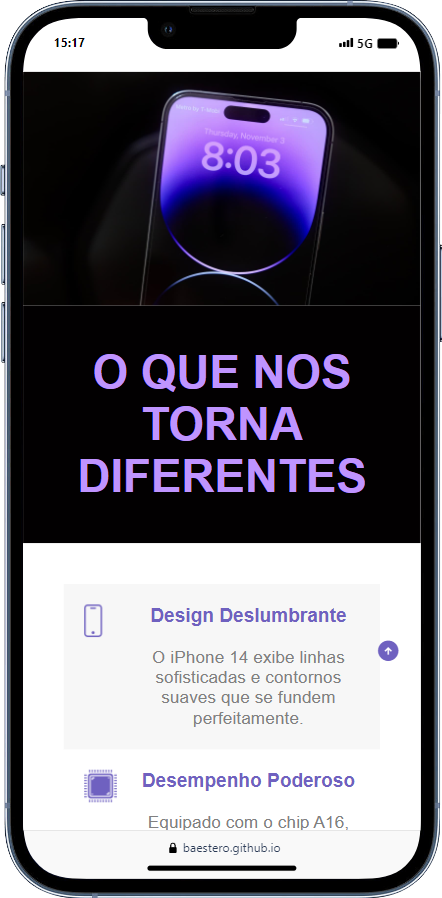 15:17
5G
Thursday, November 3
8:03
O QUE NOS
TORNA
DIFERENTES
Design Deslumbrante
O iPhone 14 exibe linhas
sofisticadas e contornos
suaves que se fundem
perfeitamente.
Desempenho Poderoso
Equipado com o chip A16,
baestero.github.io